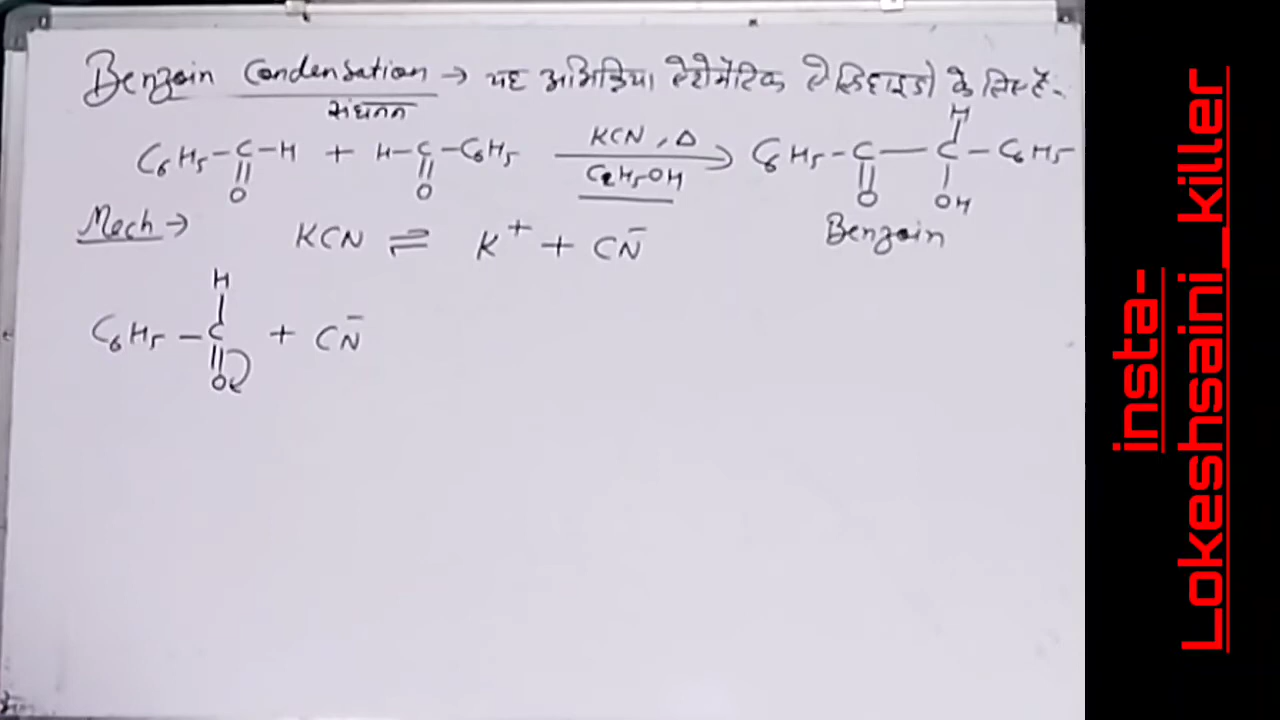 Benzoin Condensation → यह अभिक्रिया ऐरोमेटिक ऐल्डिहाइडो के लिए है-
संघनन
C6H5-C-H + H-C-C6H5 KCN, Δ → C6H5-C-C-C6H5
H
O O C2H5OH O OH
Mech → KCN ⇌ K+ + CN- Benzoin
H
C6H5-C + CN-
O
insta-
Lokeshsaini_killer